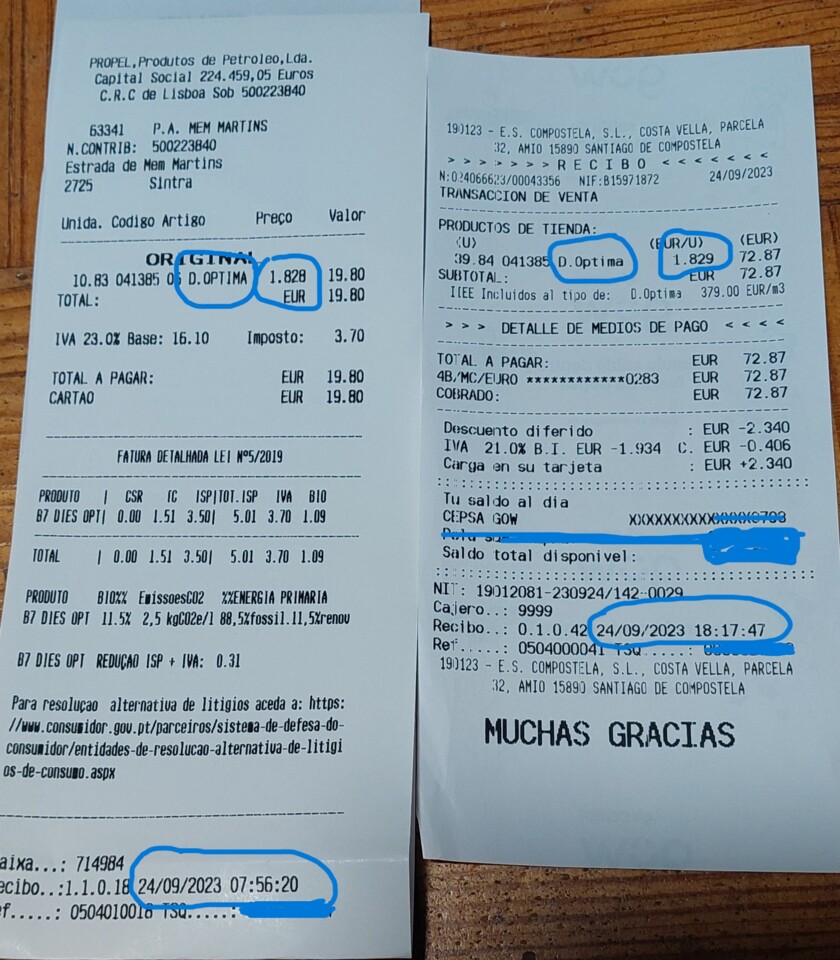 PROPEL,Produtos de Petroleo,Lda.
Capital Social 224.459,05 Euros
C.R.C de Lisboa Sob 500223840
63341 P.A. MEM MARTINS
N.CONTRIB: 500223840
Estrada de Mem Martins
2725 Sintra
Unida. Codigo Artigo Preço Valor
ORIGINAL
10.83 041385 D.OPTIMA 1.828 19.80
TOTAL: EUR 19.80
IVA 23.0% Base: 16.10 Imposto: 3.70
TOTAL A PAGAR: EUR 19.80
CARTAO EUR 19.80
FATURA DETALHADA LEI Nº5/2019
PRODUTO | CSR IC ISP|TOT.ISP IVA BIO
B7 DIES OPT| 0.00 1.51 3.50| 5.01 3.70 1.09
TOTAL | 0.00 1.51 3.50| 5.01 3.70 1.09
PRODUTO BIO%% EmissoesCO2 %%ENERGIA PRIMARIA
B7 DIES OPT 11.5% 2,5 kgCO2e/l 88,5%fossil.11,5%renov
B7 DIES OPT REDUÇAO ISP + IVA: 0.31
Para resoluçao alternativa de litigios aceda a: https:
//www.consumidor.gov.pt/parceiros/sistema-de-defesa-do-
consumidor/entidades-de-resolucao-alternativa-de-litigi
os-de-consumo.aspx
aixa...: 714984
ecibo..:1.1.0.18 24/09/2023 07:56:20
ef.....: 0504010018 TSQ.....:
190123 - E.S. COMPOSTELA, S.L., COSTA VELLA, PARCELA
32, AMIO 15890 SANTIAGO DE COMPOSTELA
> > > > > > > R E C I B O < < < < < < <
N:024066623/00043356 NIF:B15971872 24/09/2023
TRANSACCION DE VENTA
PRODUCTOS DE TIENDA:
(U) (EUR/U) (EUR)
39.84 041385 D.Optima 1.829 72.87
SUBTOTAL: EUR 72.87
IIEE Incluidos al tipo de: D.Optima 379.00 EUR/m3
> > > DETALLE DE MEDIOS DE PAGO < < < <
TOTAL A PAGAR: EUR 72.87
4B/MC/EURO ************0283 EUR 72.87
COBRADO: EUR 72.87
Descuento diferido : EUR -2.340
IVA 21.0% B.I. EUR -1.934 C. EUR -0.406
Carga en su tarjeta : EUR +2.340
Tu saldo al dia
CEPSA GOW
Saldo total disponivel:
NIT: 19012081-230924/142-0029
Cajero..: 9999
Recibo..: 0.1.0.42 24/09/2023 18:17:47
Ref.....: 0504000041 TSQ.....:
190123 - E.S. COMPOSTELA, S.L., COSTA VELLA, PARCELA
32, AMIO 15890 SANTIAGO DE COMPOSTELA
MUCHAS GRACIAS